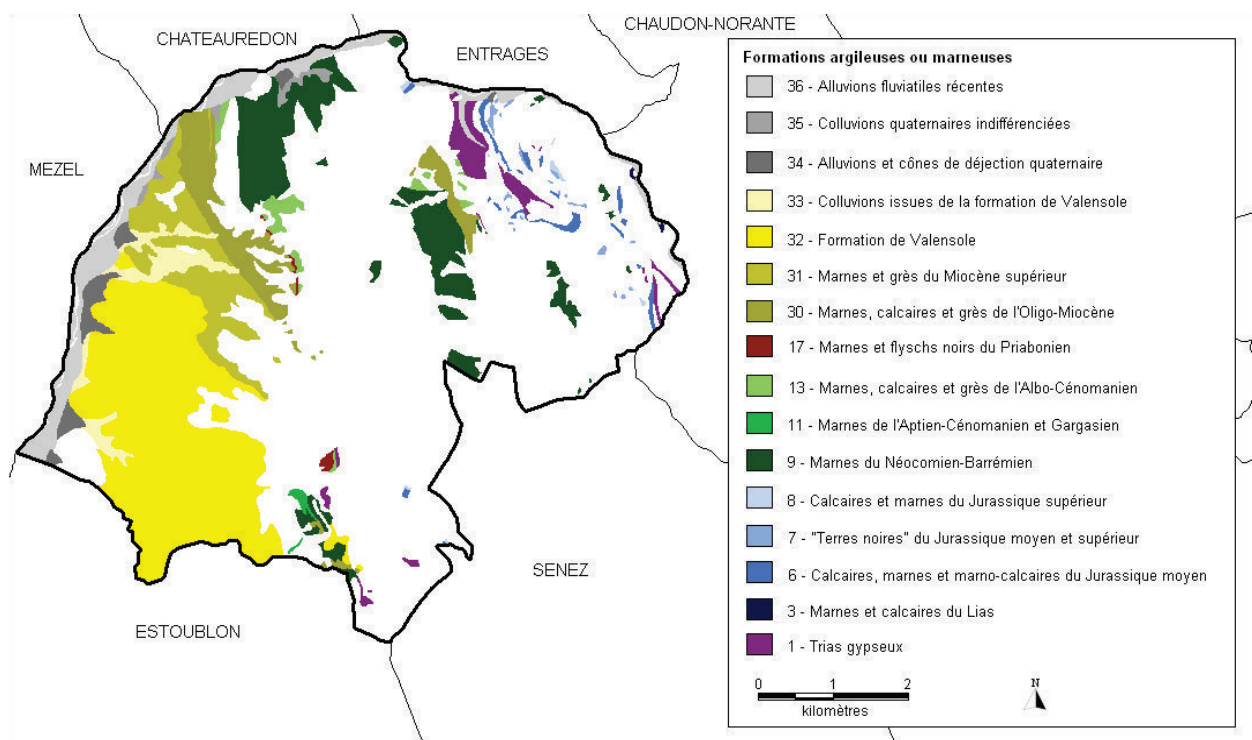 CHAUDON-NORANTE
CHATEAUREDON
ENTRAGES
MEZEL
SENEZ
ESTOUBLON
Formations argileuses ou marneuses
36 - Alluvions fluviatiles récentes
35 - Colluvions quaternaires indifférenciées
34 - Alluvions et cônes de déjection quaternaire
33 - Colluvions issues de la formation de Valensole
32 - Formation de Valensole
31 - Marnes et grès du Miocène supérieur
30 - Marnes, calcaires et grès de l'Oligo-Miocène
17 - Marnes et flyschs noirs du Priabonien
13 - Marnes, calcaires et grès de l'Albo-Cénomanien
11 - Marnes de l'Aptien-Cénomanien et Gargasien
9 - Marnes du Néocomien-Barrémien
8 - Calcaires et marnes du Jurassique supérieur
7 - "Terres noires" du Jurassique moyen et supérieur
6 - Calcaires, marnes et marno-calcaires du Jurassique moyen
3 - Marnes et calcaires du Lias
1 - Trias gypseux
0 1 2
kilomètres
N